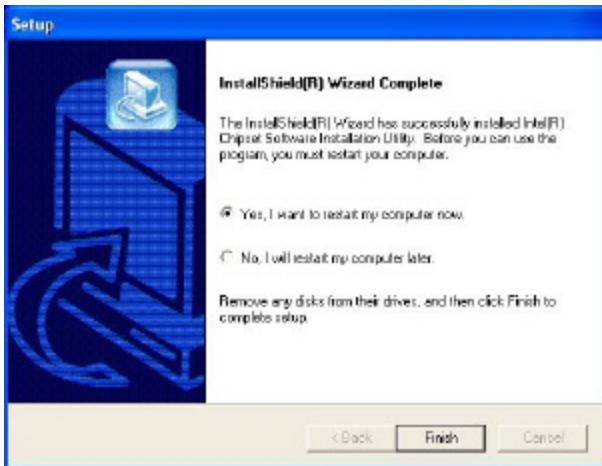 Setup
InstallShield(R) Wizard Complete
The InstallShield(R) Wizard has successfully installed Intel(R)
Chipset Software Installation Utility. Before you can use the
program, you must restart your computer.
Yes, I want to restart my computer now.
No, I will restart my computer later.
Remove any disks from their drives, and then click Finish to
complete setup.
< Back
Finish
Cancel